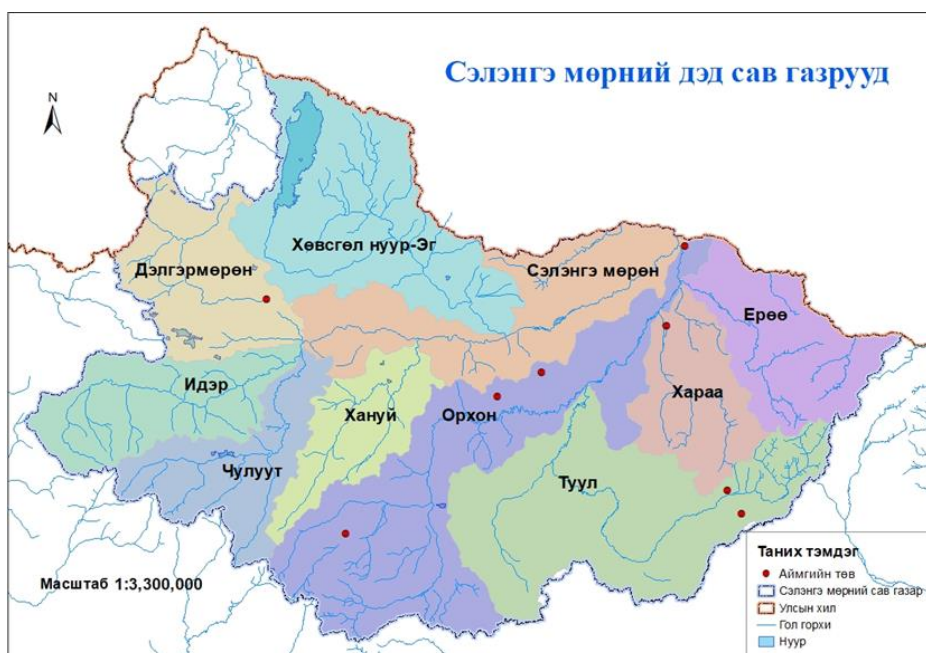 Сэлэнгэ мөрний дэд сав газрууд
N
Хөвсгөл нуур-Эг
Дэлгэрмөрөн
Сэлэнгэ мөрөн
Ерөө
Идэр
Хануй
Орхон
Хараа
Чулуут
Туул
Масштаб 1:3,300,000
Таних тэмдэг
Аймгийн төв
Сэлэнгэ мөрний сав газар
Улсын хил
Гол горхи
Нуур